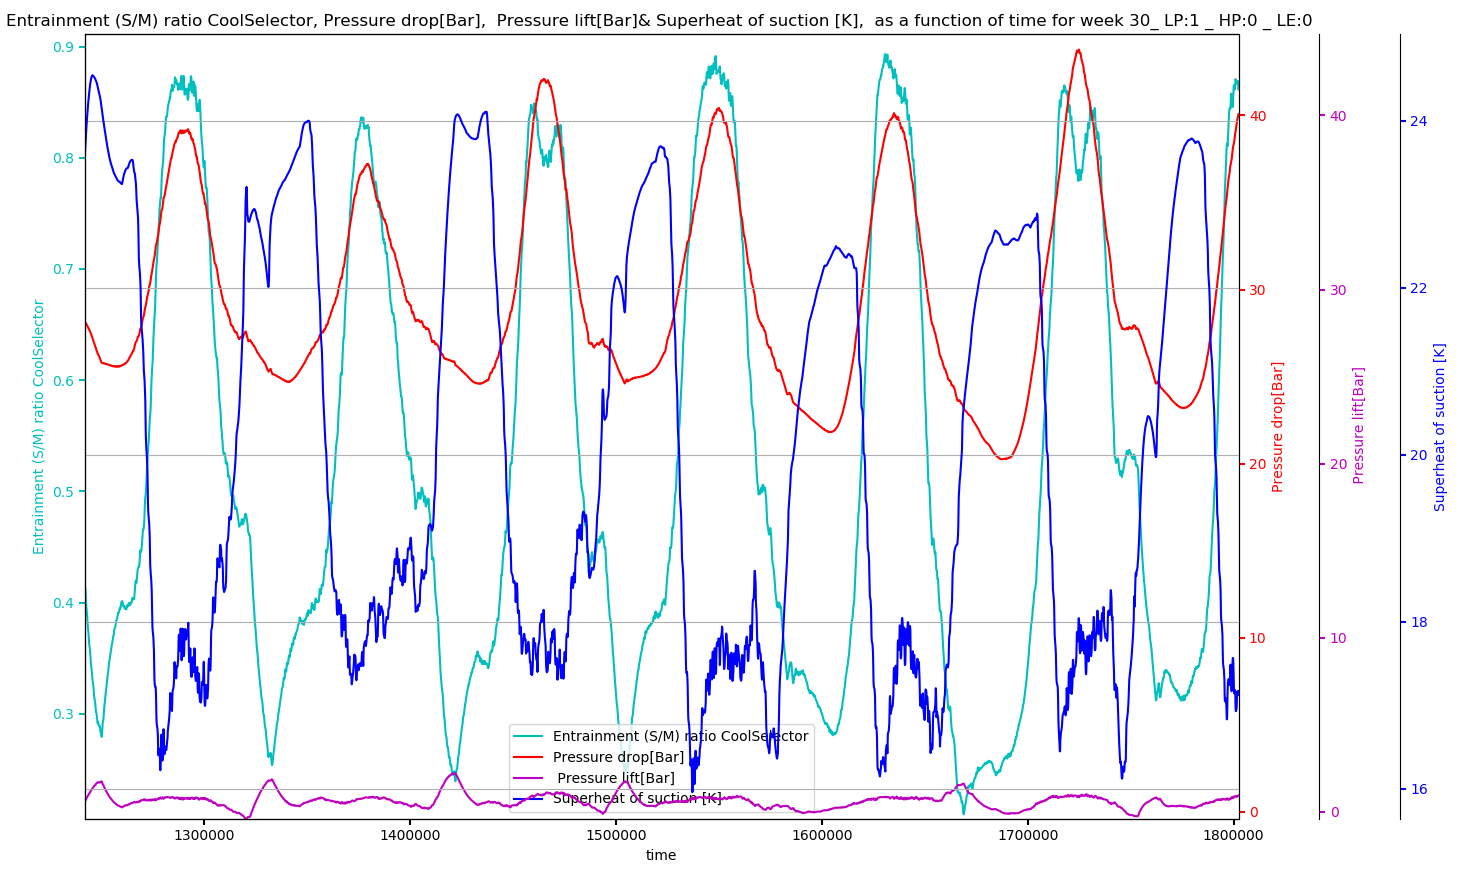 Entrainment (S/M) ratio CoolSelector, Pressure drop[Bar],  Pressure lift[Bar]& Superheat of suction [K],  as a function of time for week 30_ LP:1 _ HP:0 _ LE:0
0.9
0.8
0.7
0.6
0.5
0.4
0.3
Entrainment (S/M) ratio CoolSelector
40
30
20
10
0
Pressure drop[Bar]
40
30
20
10
0
Pressure lift[Bar]
24
22
20
18
16
Superheat of suction [K]
Entrainment (S/M) ratio CoolSelector
Pressure drop[Bar]
Pressure lift[Bar]
Superheat of suction [K]
1300000 1400000 1500000 1600000 1700000 1800000
time